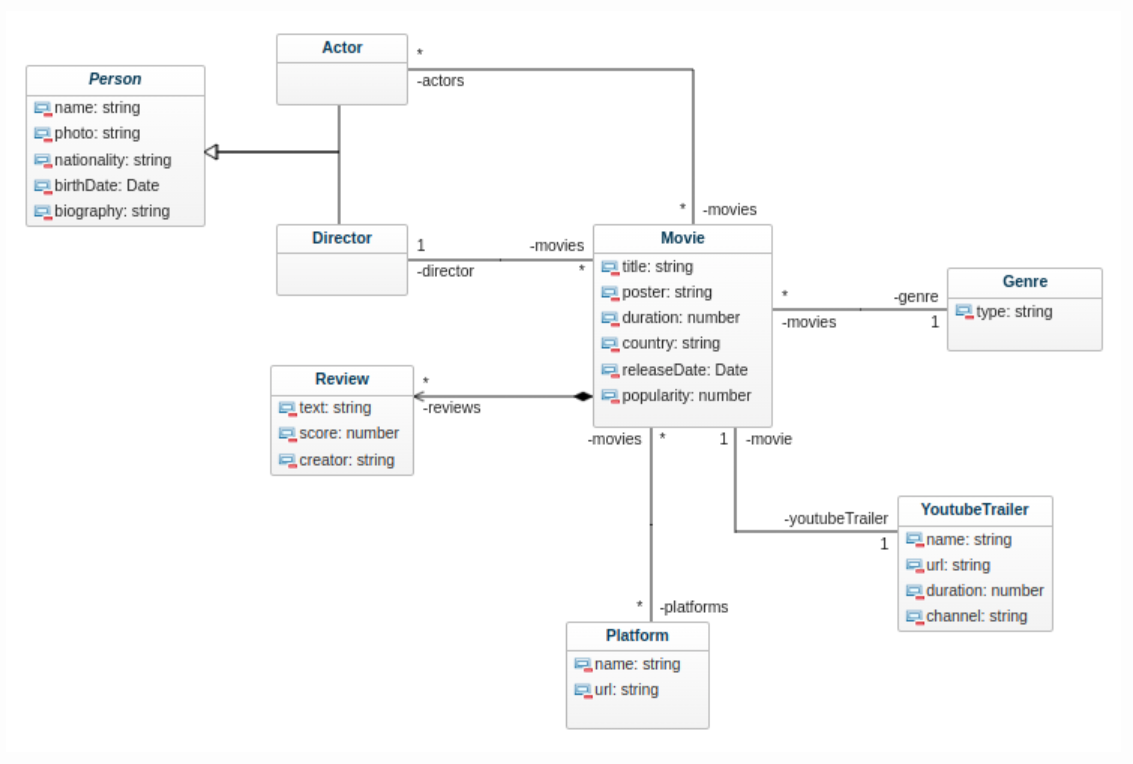 Actor
*
-actors
Person
name: string
photo: string
nationality: string
birthDate: Date
biography: string
* -movies
Director
1 -movies
-director *
Movie
title: string
poster: string
duration: number
country: string
releaseDate: Date
popularity: number
* -genre
-movies 1
Genre
type: string
Review
text: string
score: number
creator: string
*
-reviews
-movies * 1 -movie
-youtubeTrailer
1
YoutubeTrailer
name: string
url: string
duration: number
channel: string
* -platforms
Platform
name: string
url: string